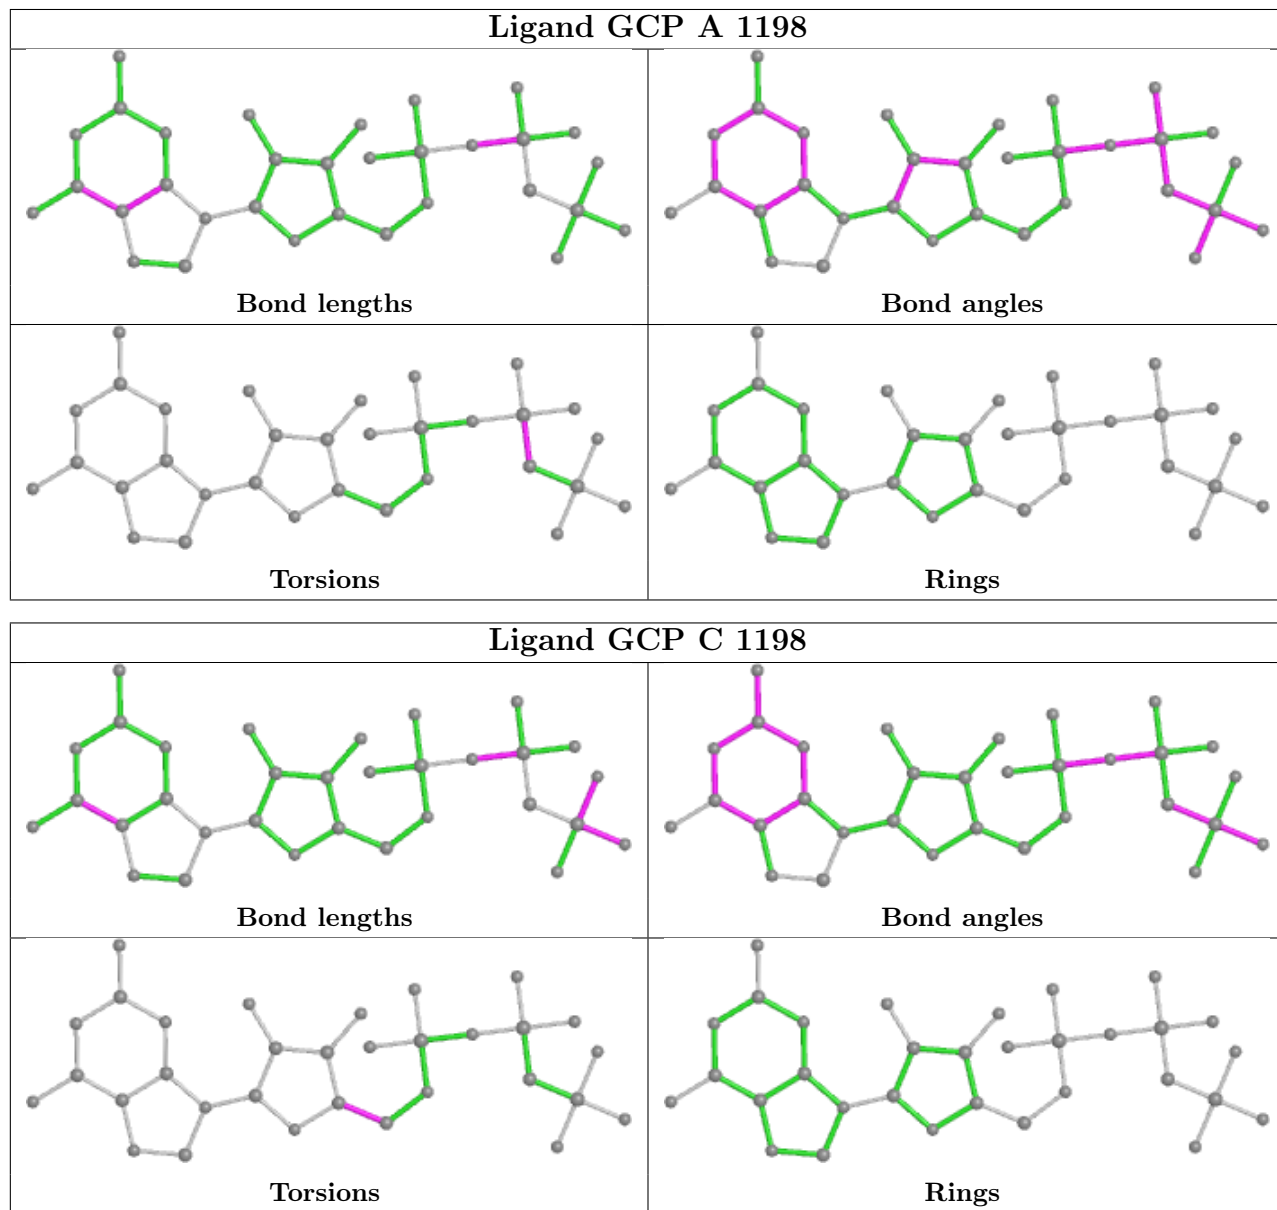 Ligand GCP A 1198
Bond lengths
Bond angles
Torsions
Rings
Ligand GCP C 1198
Bond lengths
Bond angles
Torsions
Rings